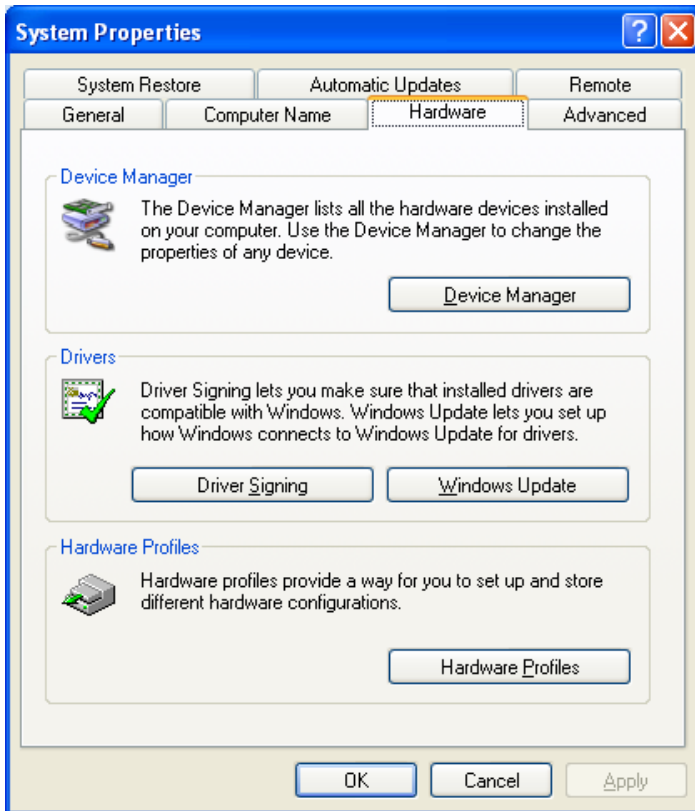 System Properties
?
System Restore
Automatic Updates
Remote
General
Computer Name
Hardware
Advanced
Device Manager
The Device Manager lists all the hardware devices installed
on your computer. Use the Device Manager to change the
properties of any device.
Device Manager
Drivers
Driver Signing lets you make sure that installed drivers are
compatible with Windows. Windows Update lets you set up
how Windows connects to Windows Update for drivers.
Driver Signing
Windows Update
Hardware Profiles
Hardware profiles provide a way for you to set up and store
different hardware configurations.
Hardware Profiles
OK
Cancel
Apply